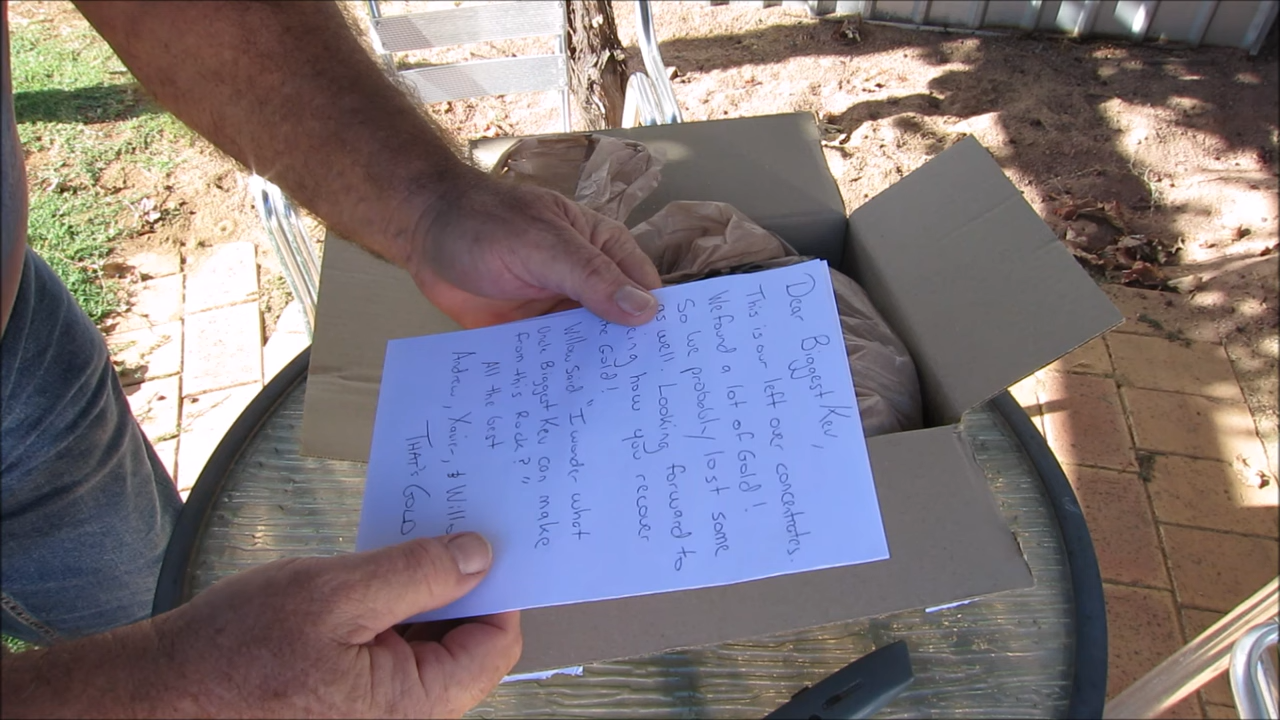 Dear Biggest Kev,
This is our left over concentrates.
We found a lot of Gold!
So we probably lost some
as well. Looking forward to
how you recover
the Gold!
Willow said "I wonder what
Uncle Biggest Kev can make
from this Rock?"
All the best
Andrew, Xavier, &
THAT'S GOLD